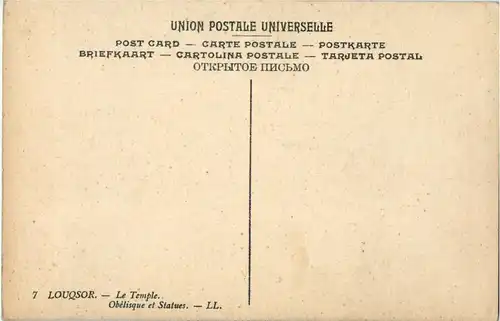 UNION POSTALE UNIVERSELLE
POST CARD — CARTE POSTALE — POSTKARTE
BRIEFKAART — CARTOLINA POSTALE — TARJETA POSTAL
ОТКРЫТОЕ ПИСЬМО
7 LOUQSOR. — Le Temple..
Obélisque et Statues. — LL.